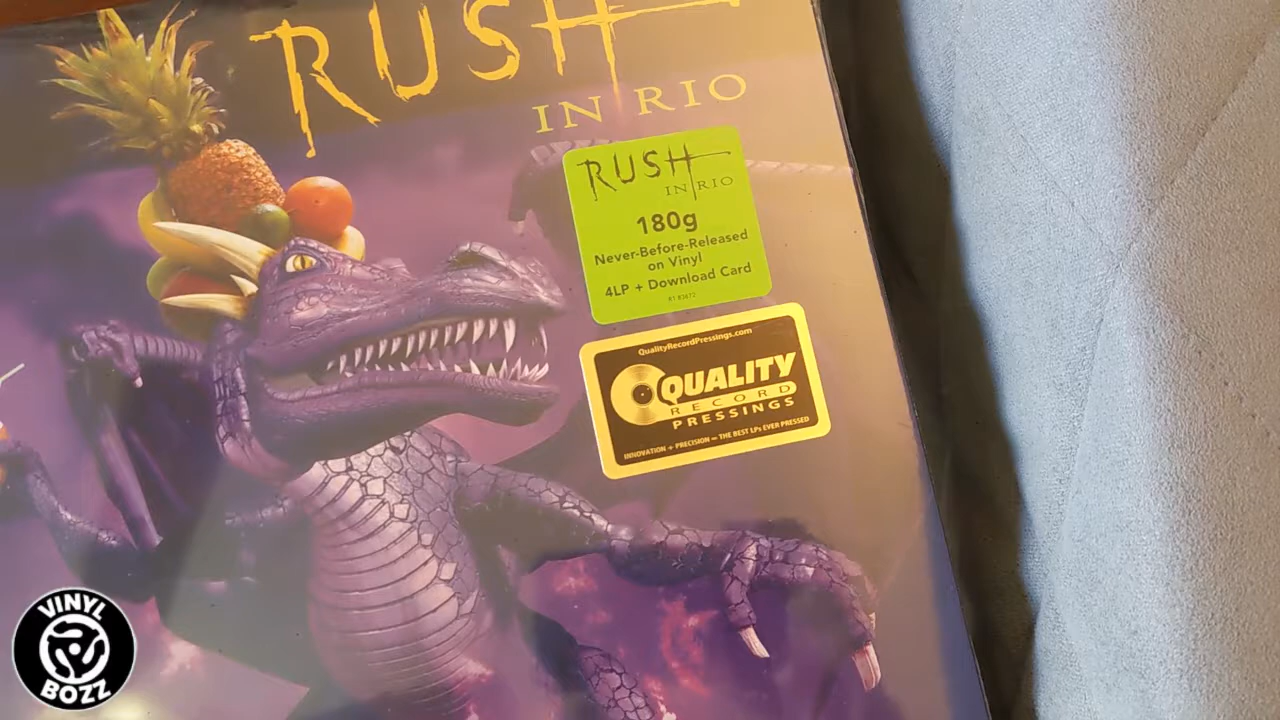 RUSH
IN RIO
RUSH
IN RIO
180g
Never-Before-Released
on Vinyl
4LP + Download Card
QualityRecordPressings.com
QUALITY
RECORD
PRESSINGS
INNOVATION + PRECISION = THE BEST LPs EVER PRESSED
VINYL
BOZZ